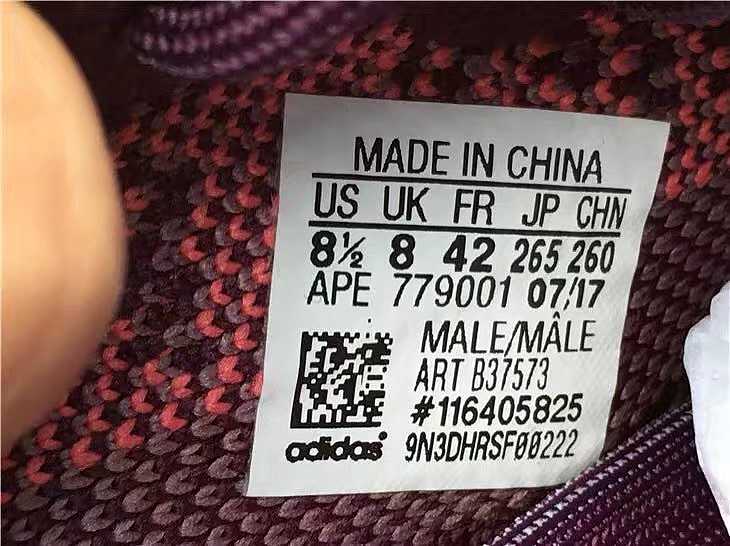 MADE IN CHINA
US UK FR JP CHN
8½ 8 42 265 260
APE 779001 07/17
MALE/MÂLE
ART B37573
#116405825
adidas® 9N3DHRSF00222